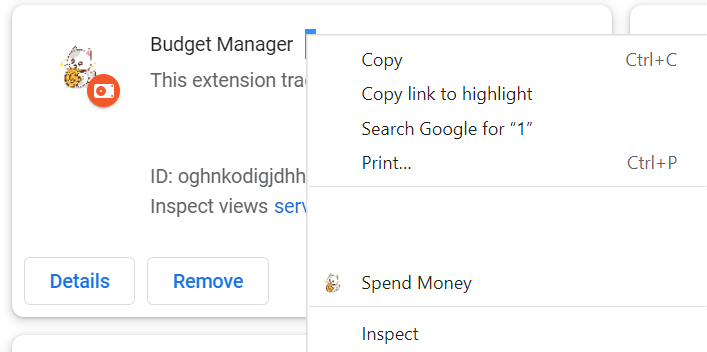 Budget Manager
This extension tra
ID: oghnkodigjdhh
Inspect views serv
Details
Remove
Copy Ctrl+C
Copy link to highlight
Search Google for “1”
Print... Ctrl+P
Spend Money
Inspect